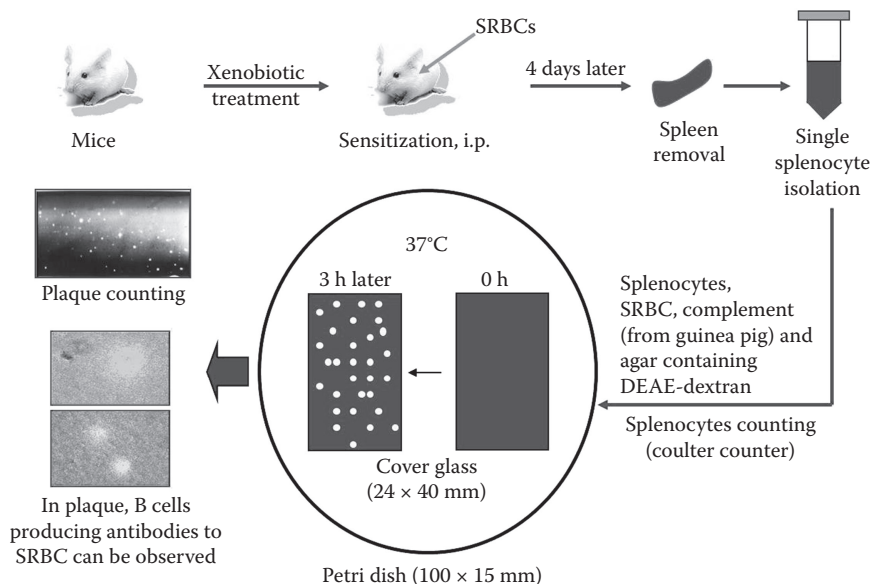 SRBCs
Mice
Xenobiotic
treatment
Sensitization, i.p.
4 days later
Spleen
removal
Single
splenocyte
isolation
Splenocytes,
SRBC, complement
(from guinea pig) and
agar containing
DEAE-dextran
Splenocytes counting
(coulter counter)
37°C
3 h later
0 h
Cover glass
(24 × 40 mm)
Petri dish (100 × 15 mm)
Plaque counting
In plaque, B cells
producing antibodies to
SRBC can be observed